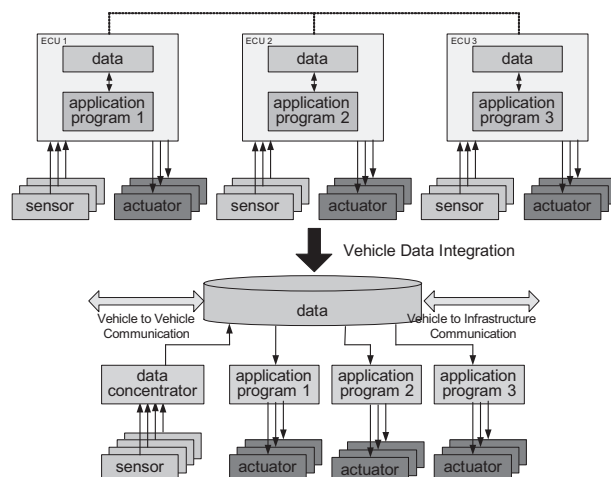 ECU 1
ECU 2
ECU 3
data
data
data
application
program 1
application
program 2
application
program 3
sensor
actuator
sensor
actuator
sensor
actuator
Vehicle Data Integration
data
Vehicle to Vehicle
Communication
Vehicle to Infrastructure
Communication
data
concentrator
application
program 1
application
program 2
application
program 3
sensor
actuator
actuator
actuator